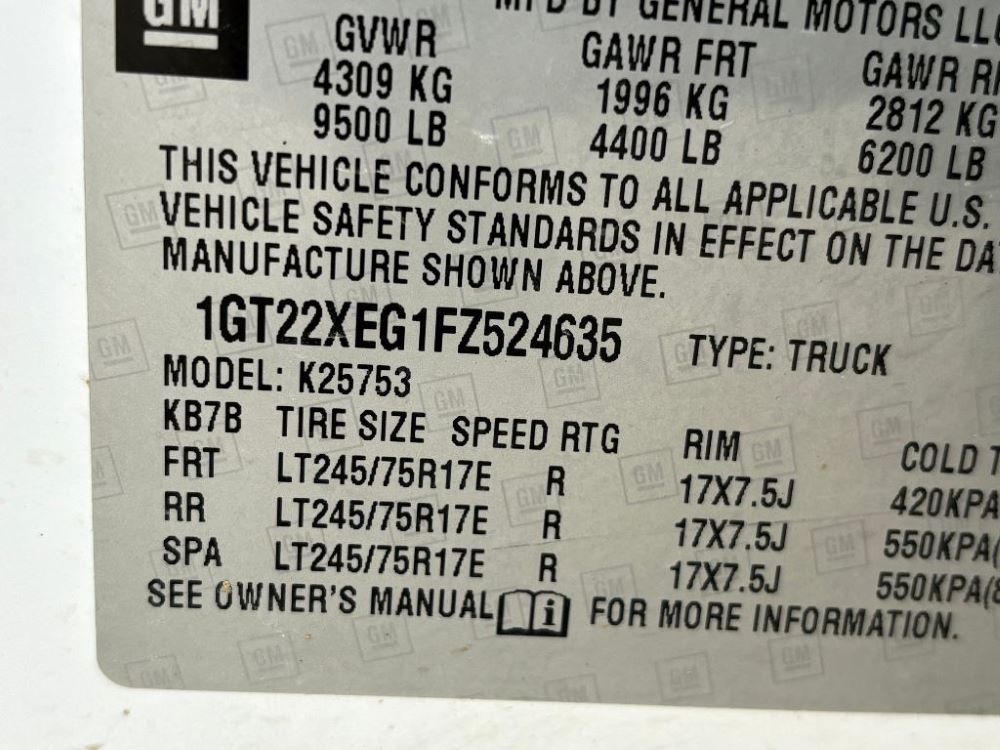 GM
MFD BY GENERAL MOTORS LLC
GVWR GAWR FRT GAWR
4309 KG 1996 KG 2812 KG
9500 LB 4400 LB 6200 LB
THIS VEHICLE CONFORMS TO ALL APPLICABLE U.S.
VEHICLE SAFETY STANDARDS IN EFFECT ON THE
MANUFACTURE SHOWN ABOVE.
1GT22XEG1FZ524635 TYPE: TRUCK
MODEL: K25753
KB7B TIRE SIZE SPEED RTG RIM COLD
FRT LT245/75R17E R 17X7.5J 420KPA
RR LT245/75R17E R 17X7.5J 550KPA(
SPA LT245/75R17E R 17X7.5J 550KPA(
SEE OWNER'S MANUAL i FOR MORE INFORMATION.